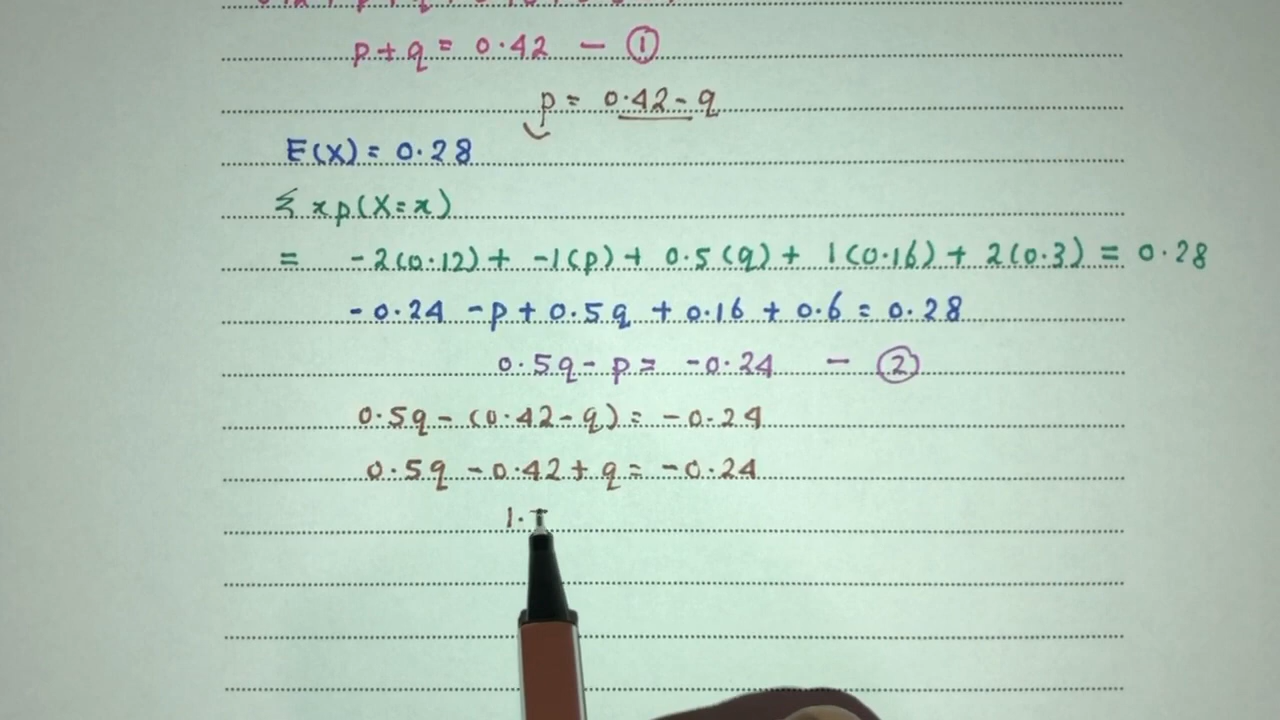 p + q = 0.42 — ①
p = 0.42 - q
E(X) = 0.28
Σ x p(X=x)
= -2(0.12) + -1(p) + 0.5(q) + 1(0.16) + 2(0.3) = 0.28
-0.24 - p + 0.5q + 0.16 + 0.6 = 0.28
0.5q - p = -0.24 — ②
0.5q - (0.42 - q) = -0.24
0.5q - 0.42 + q = -0.24
1.